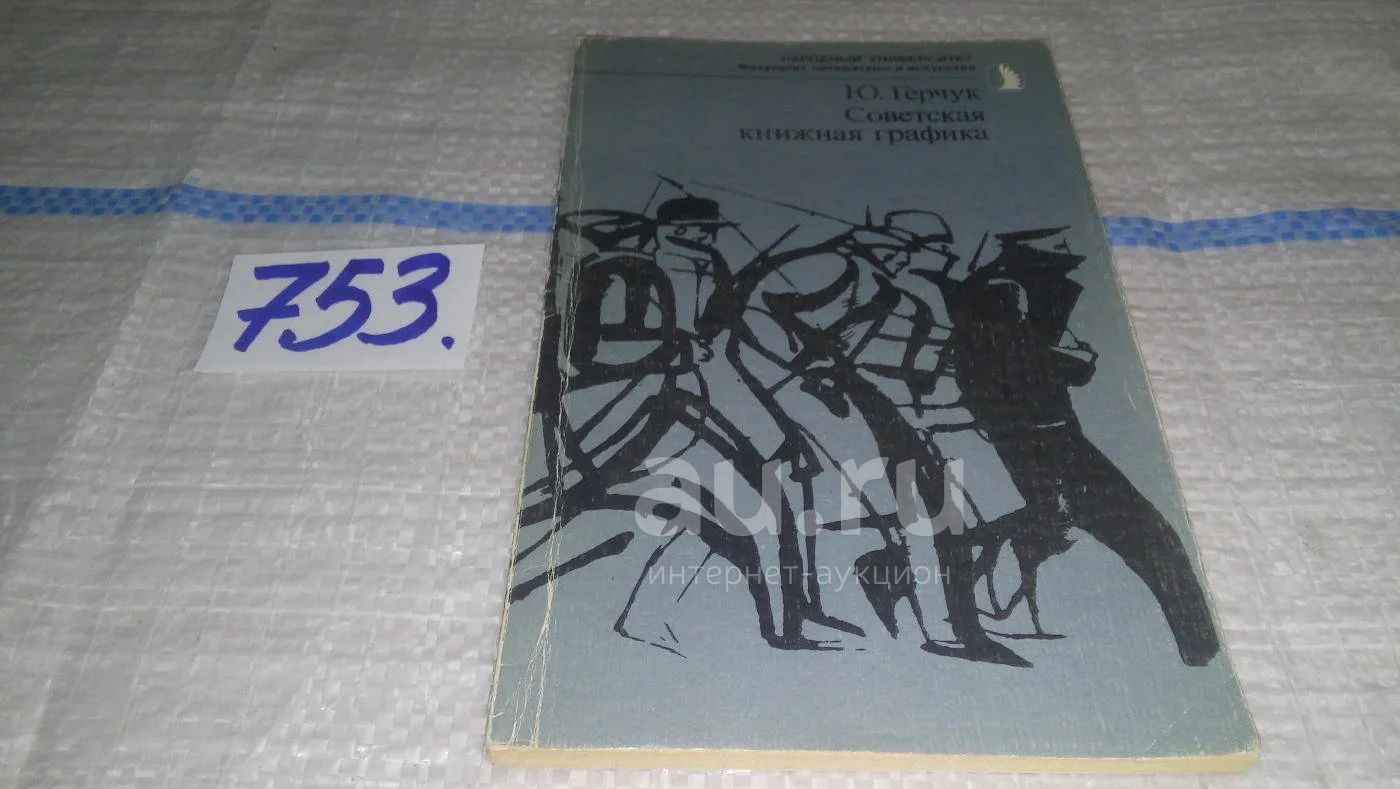 НАРОДНЫЙ УНИВЕРСИТЕТ
Факультет литературы и искусства
Ю. Герчук
Советская
книжная графика
753.
au.ru
интернет-аукцион